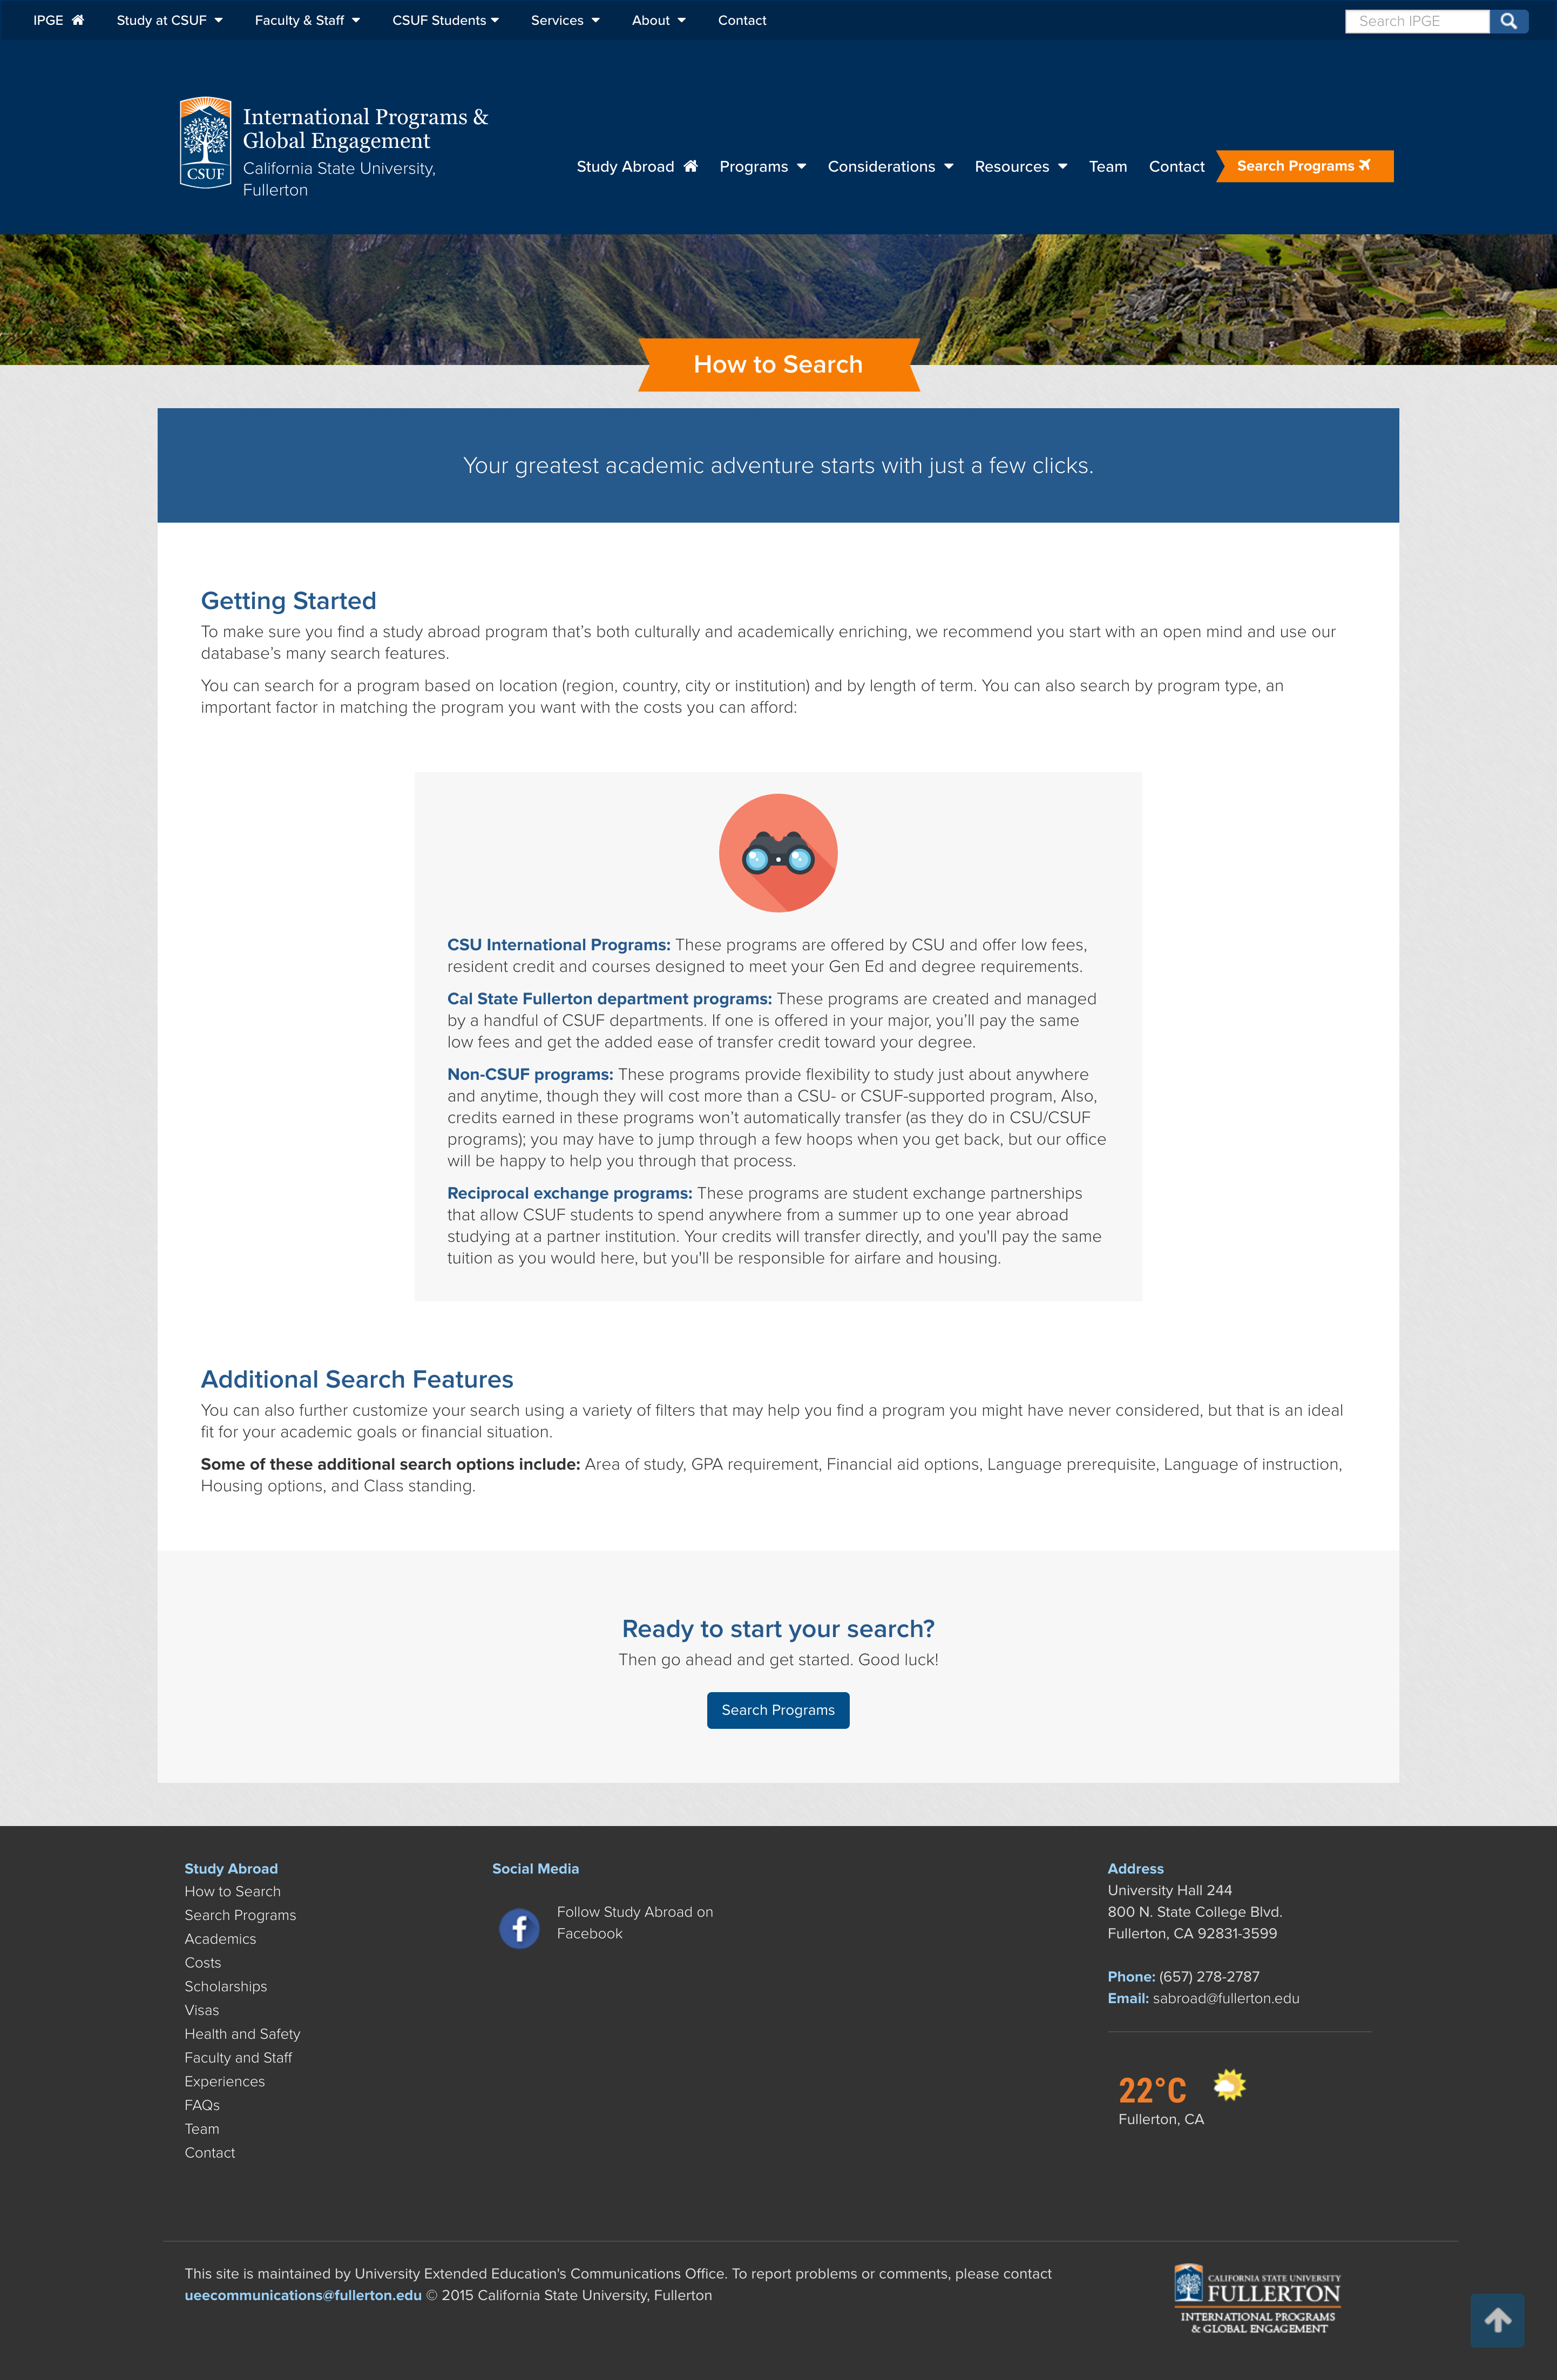 IPGE
Study at CSUF
Faculty & Staff
CSUF Students
Services
About
Contact
Search IPGE
CSUF
International Programs &
Global Engagement
California State University,
Fullerton
Study Abroad
Programs
Considerations
Resources
Team
Contact
Search Programs
How to Search
Your greatest academic adventure starts with just a few clicks.
Getting Started
To make sure you find a study abroad program that’s both culturally and academically enriching, we recommend you start with an open mind and use our
database’s many search features.
You can search for a program based on location (region, country, city or institution) and by length of term. You can also search by program type, an
important factor in matching the program you want with the costs you can afford:
CSU International Programs: These programs are offered by CSU and offer low fees,
resident credit and courses designed to meet your Gen Ed and degree requirements.
Cal State Fullerton department programs: These programs are created and managed
by a handful of CSUF departments. If one is offered in your major, you’ll pay the same
low fees and get the added ease of transfer credit toward your degree.
Non-CSUF programs: These programs provide flexibility to study just about anywhere
and anytime, though they will cost more than a CSU- or CSUF-supported program, Also,
credits earned in these programs won’t automatically transfer (as they do in CSU/CSUF
programs); you may have to jump through a few hoops when you get back, but our office
will be happy to help you through that process.
Reciprocal exchange programs: These programs are student exchange partnerships
that allow CSUF students to spend anywhere from a summer up to one year abroad
studying at a partner institution. Your credits will transfer directly, and you'll pay the same
tuition as you would here, but you'll be responsible for airfare and housing.
Additional Search Features
You can also further customize your search using a variety of filters that may help you find a program you might have never considered, but that is an ideal
fit for your academic goals or financial situation.
Some of these additional search options include: Area of study, GPA requirement, Financial aid options, Language prerequisite, Language of instruction,
Housing options, and Class standing.
Ready to start your search?
Then go ahead and get started. Good luck!
Search Programs
Study Abroad
How to Search
Search Programs
Academics
Costs
Scholarships
Visas
Health and Safety
Faculty and Staff
Experiences
FAQs
Team
Contact
Social Media
Follow Study Abroad on
Facebook
Address
University Hall 244
800 N. State College Blvd.
Fullerton, CA 92831-3599
Phone: (657) 278-2787
Email: sabroad@fullerton.edu
22°C
Fullerton, CA
This site is maintained by University Extended Education's Communications Office. To report problems or comments, please contact
ueecommunications@fullerton.edu © 2015 California State University, Fullerton
CALIFORNIA STATE UNIVERSITY
FULLERTON
INTERNATIONAL PROGRAMS
& GLOBAL ENGAGEMENT